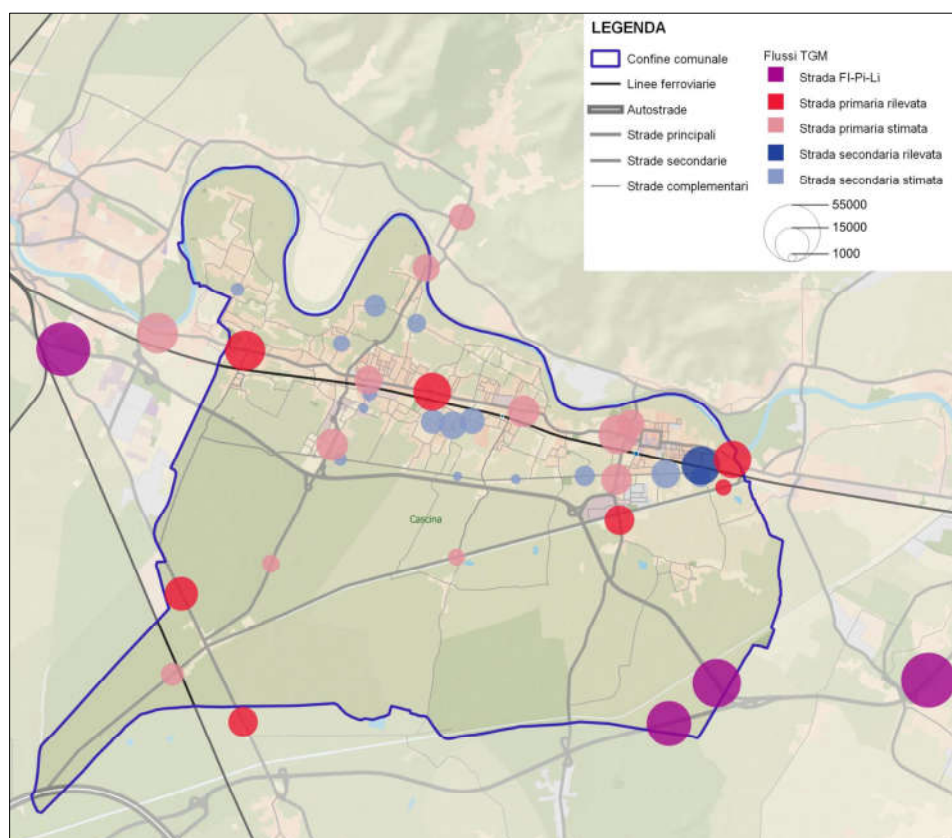 LEGENDA
Confine comunale
Linee ferroviarie
Autostrade
Strade principali
Strade secondarie
Strade complementari
Flussi TGM
Strada FI-Pi-Li
Strada primaria rilevata
Strada primaria stimata
Strada secondaria rilevata
Strada secondaria stimata
55000
15000
1000
Cascina